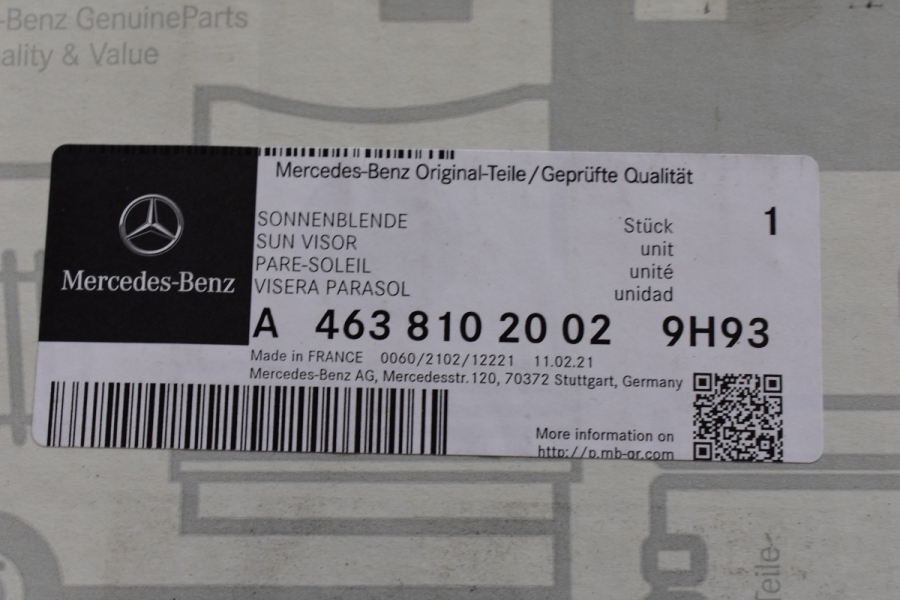 -Benz GenuineParts
ality & Value
Mercedes-Benz Original-Teile/Geprüfte Qualität
Mercedes-Benz
SONNENBLENDE Stück 1
SUN VISOR unit
PARE-SOLEIL unité
VISERA PARASOL unidad
A 463 810 20 02 9H93
Made in FRANCE 0060/2102/12221 11.02.21
Mercedes-Benz AG, Mercedesstr.120, 70372 Stuttgart, Germany
More information on
http://p.mb-qr.com
Teile-